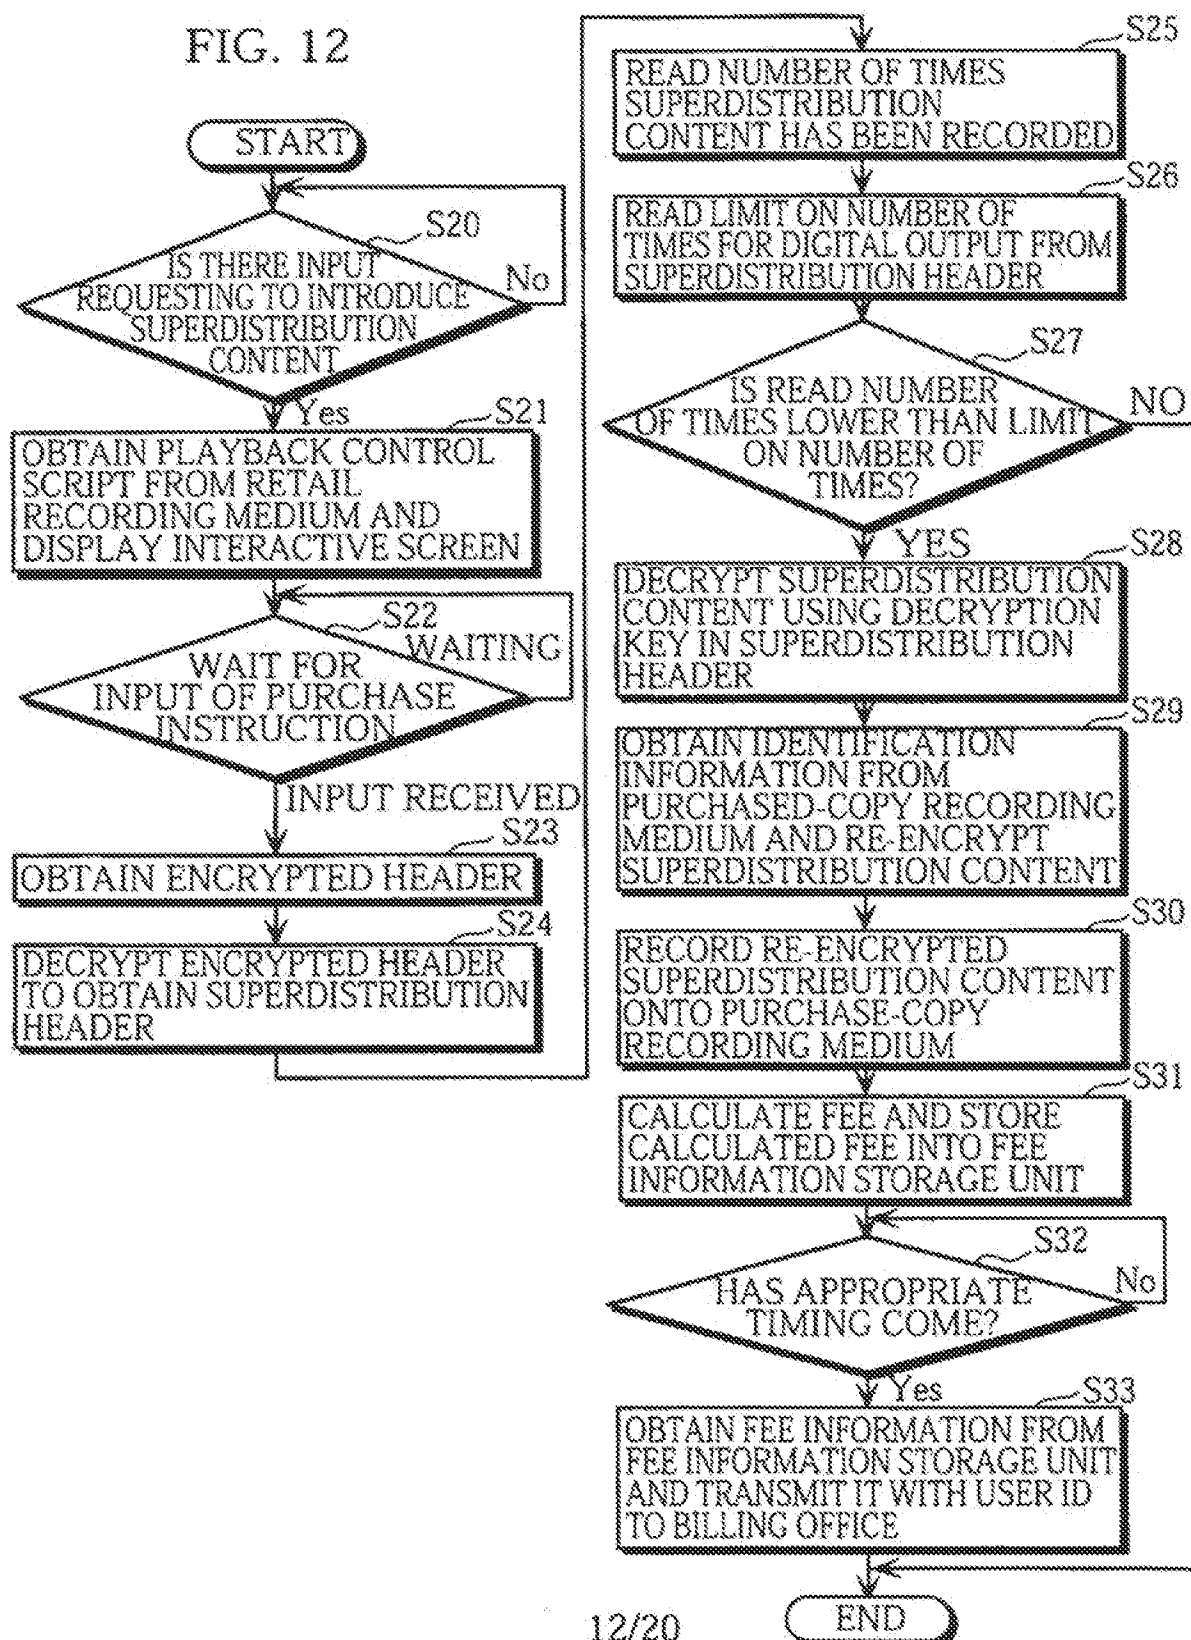 FIG. 12
START
S20
IS THERE INPUT
REQUESTING TO INTRODUCE
SUPERDISTRIBUTION
CONTENT
No
Yes
S21
OBTAIN PLAYBACK CONTROL
SCRIPT FROM RETAIL
RECORDING MEDIUM AND
DISPLAY INTERACTIVE SCREEN
S22
WAITING
WAIT FOR
INPUT OF PURCHASE
INSTRUCTION
INPUT RECEIVED
S23
OBTAIN ENCRYPTED HEADER
S24
DECRYPT ENCRYPTED HEADER
TO OBTAIN SUPERDISTRIBUTION
HEADER
S25
READ NUMBER OF TIMES
SUPERDISTRIBUTION
CONTENT HAS BEEN RECORDED
S26
READ LIMIT ON NUMBER OF
TIMES FOR DIGITAL OUTPUT FROM
SUPERDISTRIBUTION HEADER
S27
IS READ NUMBER
OF TIMES LOWER THAN LIMIT
ON NUMBER OF
TIMES?
NO
YES
S28
DECRYPT SUPERDISTRIBUTION
CONTENT USING DECRYPTION
KEY IN SUPERDISTRIBUTION
HEADER
S29
OBTAIN IDENTIFICATION
INFORMATION FROM
PURCHASED-COPY RECORDING
MEDIUM AND RE-ENCRYPT
SUPERDISTRIBUTION CONTENT
S30
RECORD RE-ENCRYPTED
SUPERDISTRIBUTION CONTENT
ONTO PURCHASE-COPY
RECORDING MEDIUM
S31
CALCULATE FEE AND STORE
CALCULATED FEE INTO FEE
INFORMATION STORAGE UNIT
S32
HAS APPROPRIATE
TIMING COME?
No
Yes
S33
OBTAIN FEE INFORMATION FROM
FEE INFORMATION STORAGE UNIT
AND TRANSMIT IT WITH USER ID
TO BILLING OFFICE
END
12/20